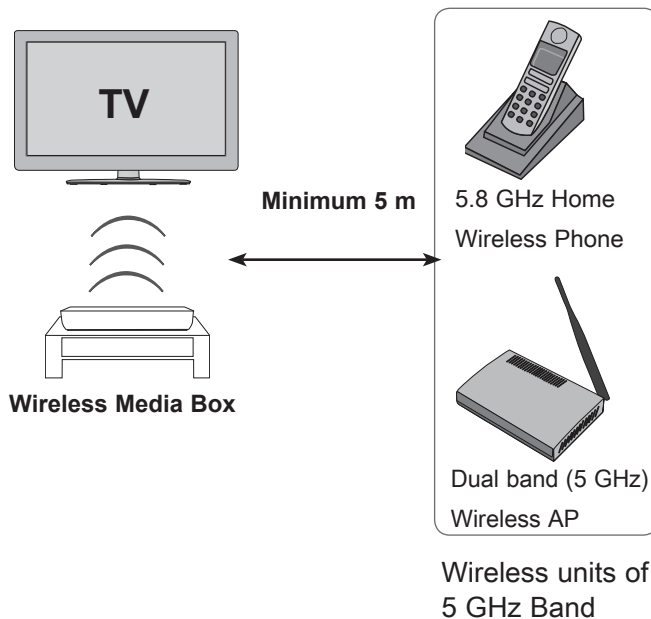 TV
Minimum 5 m
Wireless Media Box
5.8 GHz Home
Wireless Phone
Dual band (5 GHz)
Wireless AP
Wireless units of
5 GHz Band